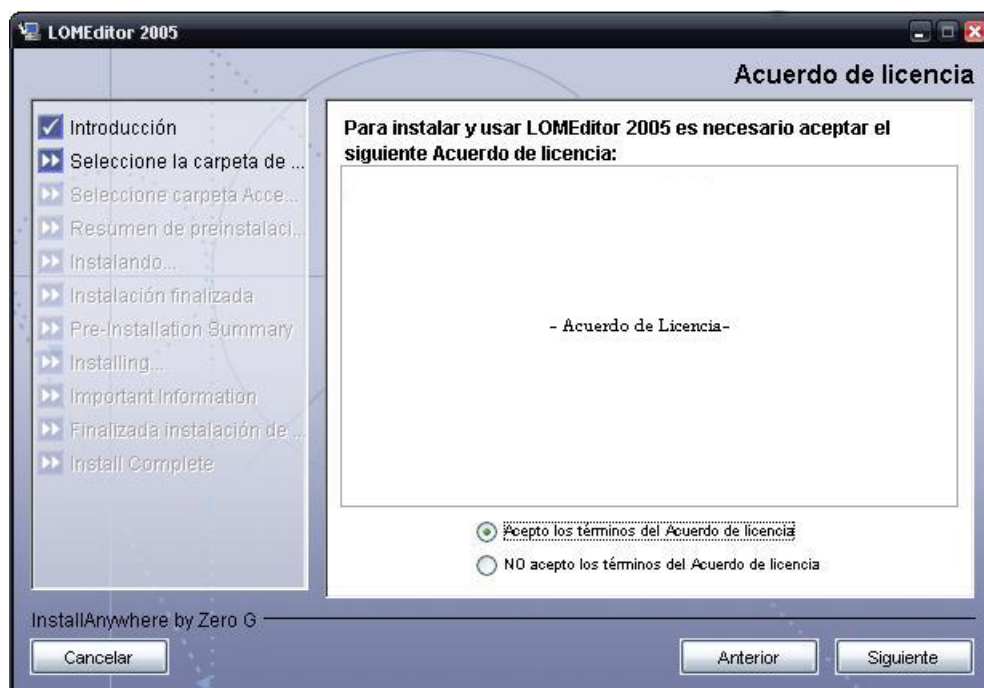 LOMEditor 2005
Acuerdo de licencia
Introducción
Seleccione la carpeta de ...
Seleccione carpeta Acce...
Resumen de preinstalaci...
Instalando...
Instalación finalizada
Pre-Installation Summary
Installing...
Important Information
Finalizada instalación de ...
Install Complete
Para instalar y usar LOMEditor 2005 es necesario aceptar el
siguiente Acuerdo de licencia:
- Acuerdo de Licencia-
Acepto los términos del Acuerdo de licencia
NO acepto los términos del Acuerdo de licencia
InstallAnywhere by Zero G
Cancelar
Anterior
Siguiente